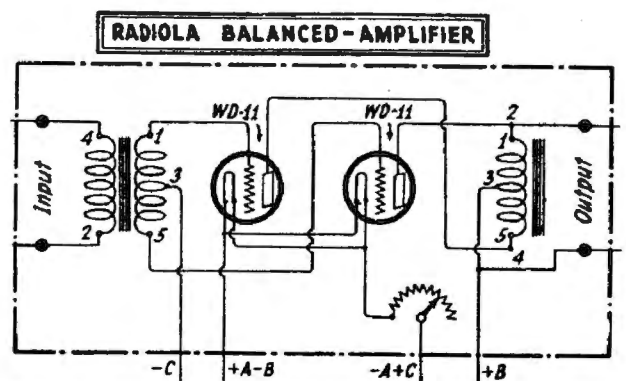 RADIOLA BALANCED-AMPLIFIER
WD-11 WD-11
4 1 2
1
Input 3 3 Output
2 5 5
4
-C +A-B -A+C +B